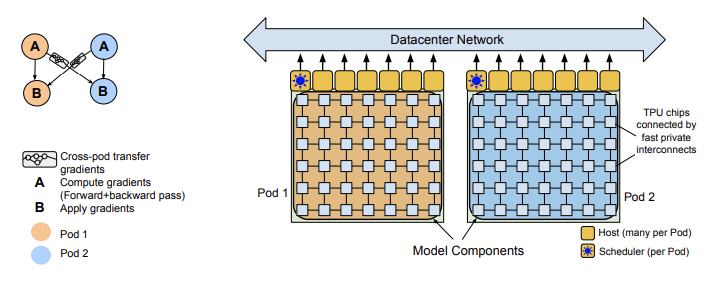 A
A
B
B
Cross-pod transfer
gradients
A Compute gradients
(Forward+backward pass)
B Apply gradients
Pod 1
Pod 2
Datacenter Network
TPU chips
connected by
fast private
interconnects
Pod 1
Pod 2
Model Components
Host (many per Pod)
Scheduler (per Pod)